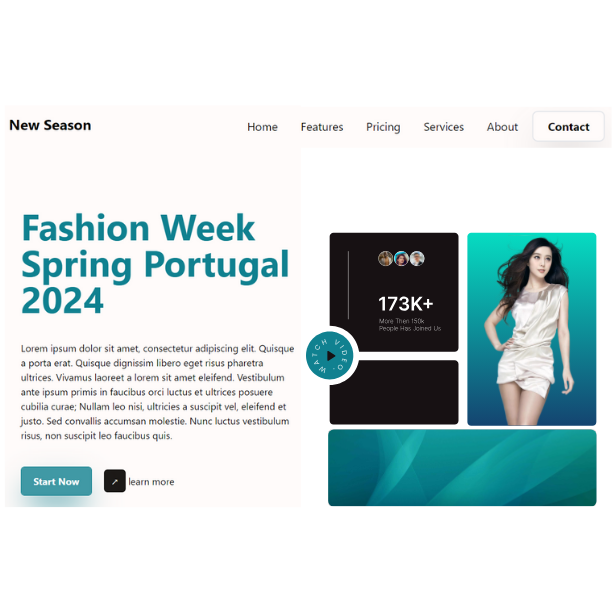 New Season
Home Features Pricing Services About Contact
Fashion Week
Spring Portugal
2024
Lorem ipsum dolor sit amet, consectetur adipiscing elit. Quisque
a porta erat. Quisque dignissim libero eget risus pharetra
ultrices. Vivamus laoreet a lorem sit amet eleifend. Vestibulum
ante ipsum primis in faucibus orci luctus et ultrices posuere
cubilia curae; Nullam leo nisi, ultricies a suscipit vel, eleifend et
justo. Sed convallis accumsan molestie. Nunc luctus vestibulum
risus, non suscipit leo faucibus quis.
Start Now
learn more
173K+
More Then 150k
People Has Joined Us
WATCH VIDEO